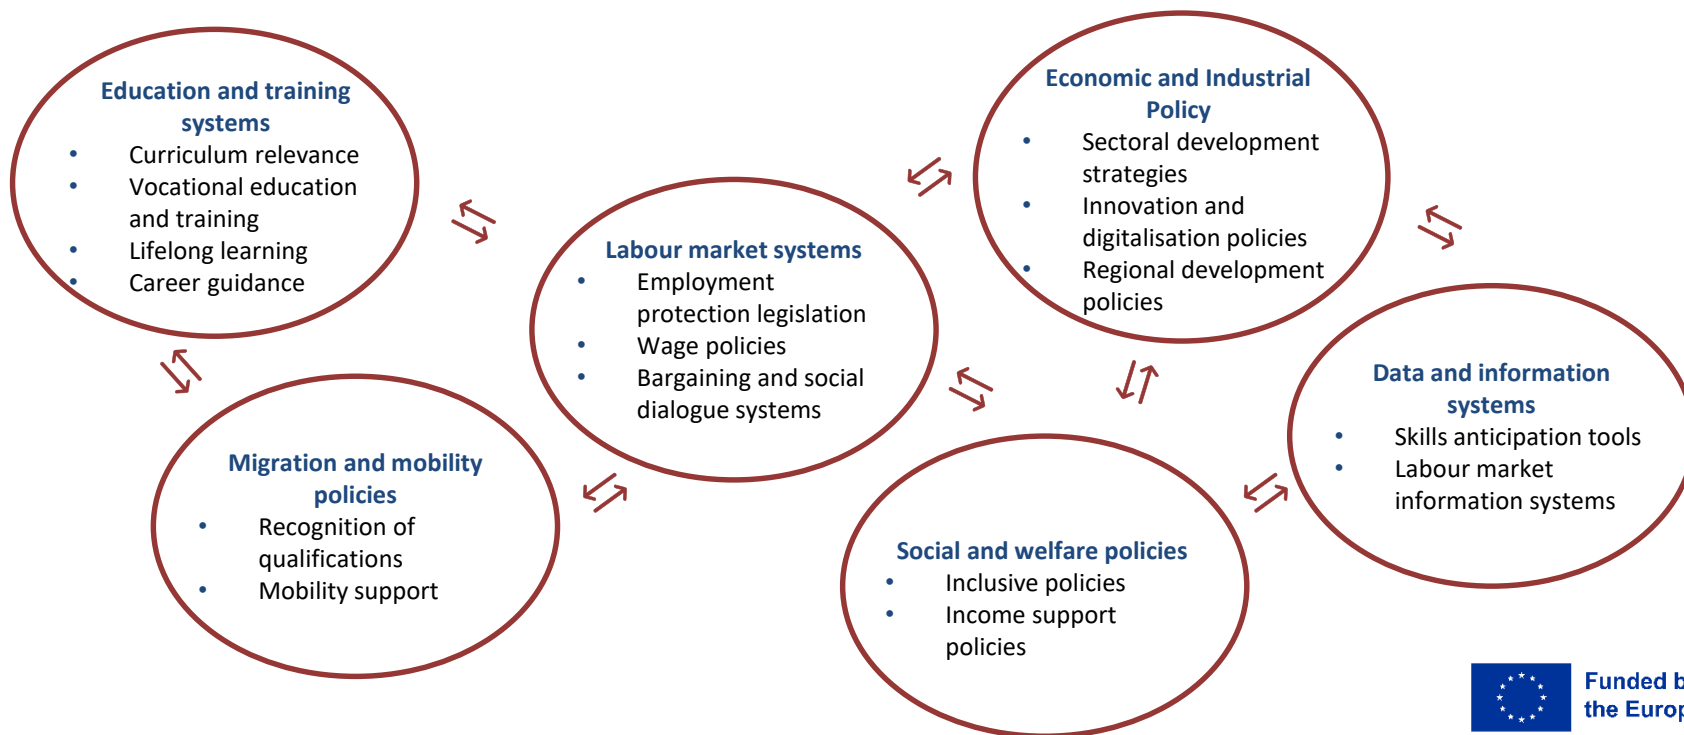 Education and training
systems
• Curriculum relevance
• Vocational education
and training
• Lifelong learning
• Career guidance
Economic and Industrial
Policy
• Sectoral development
strategies
• Innovation and
digitalisation policies
• Regional development
policies
Labour market systems
• Employment
protection legislation
• Wage policies
• Bargaining and social
dialogue systems
Data and information
systems
• Skills anticipation tools
• Labour market
information systems
Migration and mobility
policies
• Recognition of
qualifications
• Mobility support
Social and welfare policies
• Inclusive policies
• Income support
policies
Funded b
the Europ